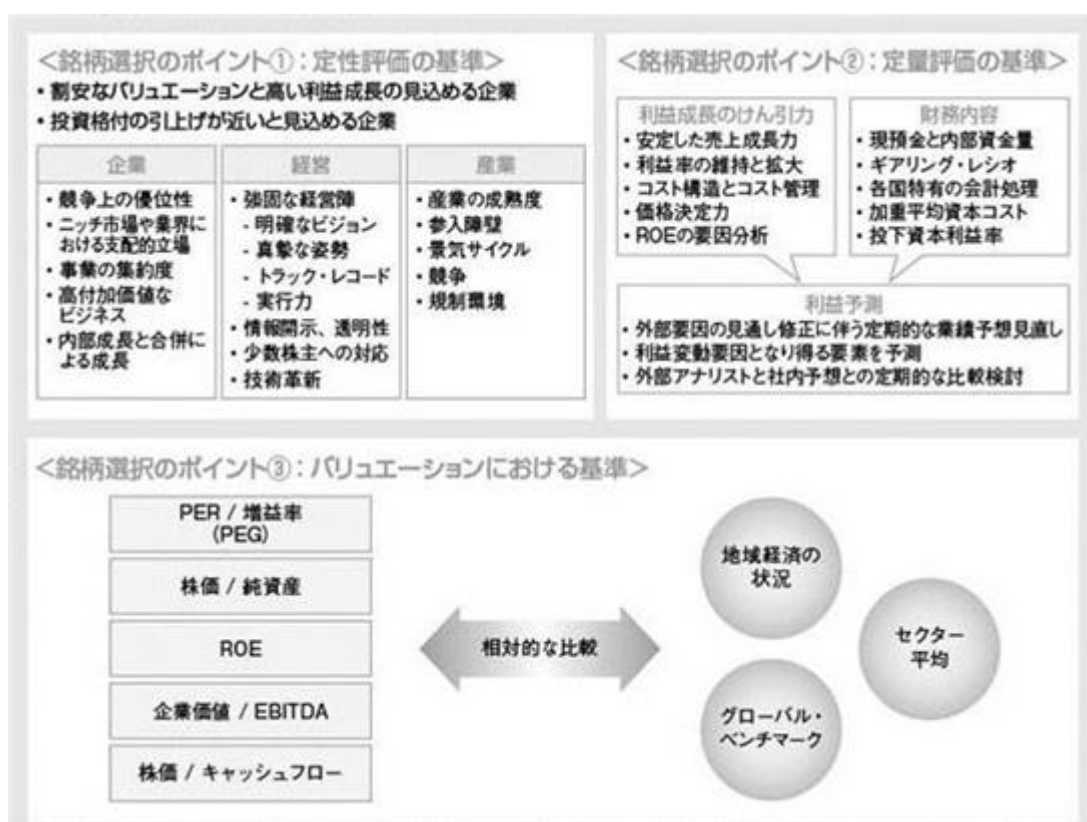 <銘柄選択のポイント①:定性評価の基準>
・割安なバリュエーションと高い利益成長の見込める企業
・投資格付の引上げが近いと見込める企業
企業
・競争上の優位性
・ニッチ市場や業界に
おける支配的立場
・事業の集約度
・高付加価値な
ビジネス
・内部成長と合併に
よる成長
経営
・強固な経営陣
- 明確なビジョン
- 真摯な姿勢
- トラック・レコード
- 実行力
・情報開示、透明性
・少数株主への対応
・技術革新
産業
・産業の成熟度
・参入障壁
・景気サイクル
・競争
・規制環境
<銘柄選択のポイント②:定量評価の基準>
利益成長のけん引力
・安定した売上成長力
・利益率の維持と拡大
・コスト構造とコスト管理
・価格決定力
・ROEの要因分析
財務内容
・現預金と内部資金量
・ギアリング・レシオ
・各国特有の会計処理
・加重平均資本コスト
・投下資本利益率
利益予測
・外部要因の見通し修正に伴う定期的な業績予想見直し
・利益変動要因となり得る要素を予測
・外部アナリストと社内予想との定期的な比較検討
<銘柄選択のポイント③:バリュエーションにおける基準>
PER / 増益率
(PEG)
株価 / 純資産
ROE
企業価値 / EBITDA
株価 / キャッシュフロー
相対的な比較
地域経済の
状況
セクター
平均
グローバル・
ベンチマーク